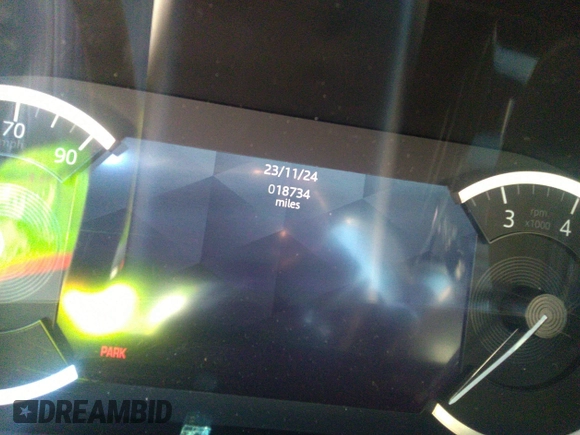 70
mph
90
23/11/24
018734
miles
3
rpm
x1000
4
PARK
DREAMBID